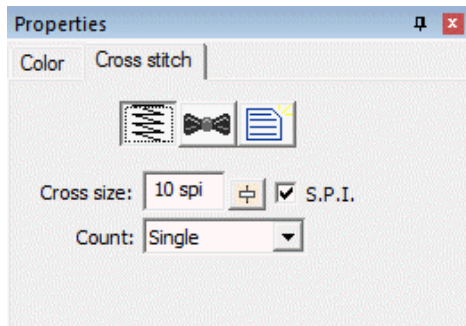 Properties
Color Cross stitch
Cross size: 10 spi S.P.I.
Count: Single